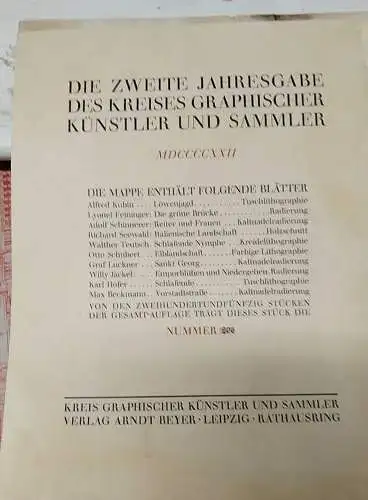 DIE ZWEITE JAHRESGABE
DES KREISES GRAPHISCHER
KÜNSTLER UND SAMMLER
MDCCCCXXII
DIE MAPPE ENTHÄLT FOLGENDE BLÄTTER
Alfred Kubin .... Löwenjagd ........... Tuschlithographie
Lyonel Feininger: Die grüne Brücke ........... Radierung
Adolf Schinnerer: Reiter und Frauen .... Kaltnadelradierung
Richard Seewald: Italienische Landschaft ...... Holzschnitt
Walther Teutsch: Schlafende Nymphe ... Kreidelithographie
Otto Schubert ... Elblandschaft ....... Farbige Lithographie
Graf Luckner .... Sankt Georg ........ Kaltnadelradierung
Willy Jäckel ..... Emporblühen und Niedergehen. Radierung
Karl Hofer ...... Schlafende .......... Tuschlithographie
Max Beckmann .. Vorstadtstraße ....... Kaltnadelradierung
VON DEN ZWEIHUNDERTUNDFÜNFZIG STÜCKEN
DER GESAMT-AUFLAGE TRÄGT DIESES STÜCK DIE
NUMMER
KREIS GRAPHISCHER KÜNSTLER UND SAMMLER
VERLAG ARNDT BEYER · LEIPZIG · RATHAUSRING